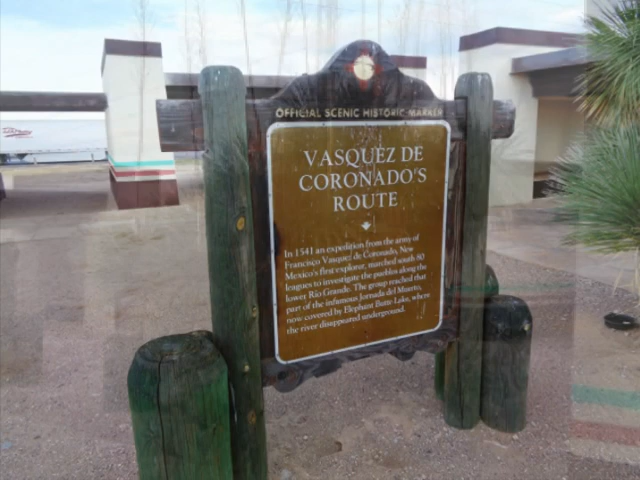 OFFICIAL SCENIC HISTORIC MARKER
VASQUEZ DE
CORONADO'S
ROUTE
In 1541 an expedition from the army of
Francisco Vasquez de Coronado, New
Mexico's first explorer, marched south 80
leagues to investigate the pueblos along the
lower Rio Grande. The group reached that
part of the infamous Jornada del Muerto,
now covered by Elephant Butte Lake, where
the river disappeared underground.